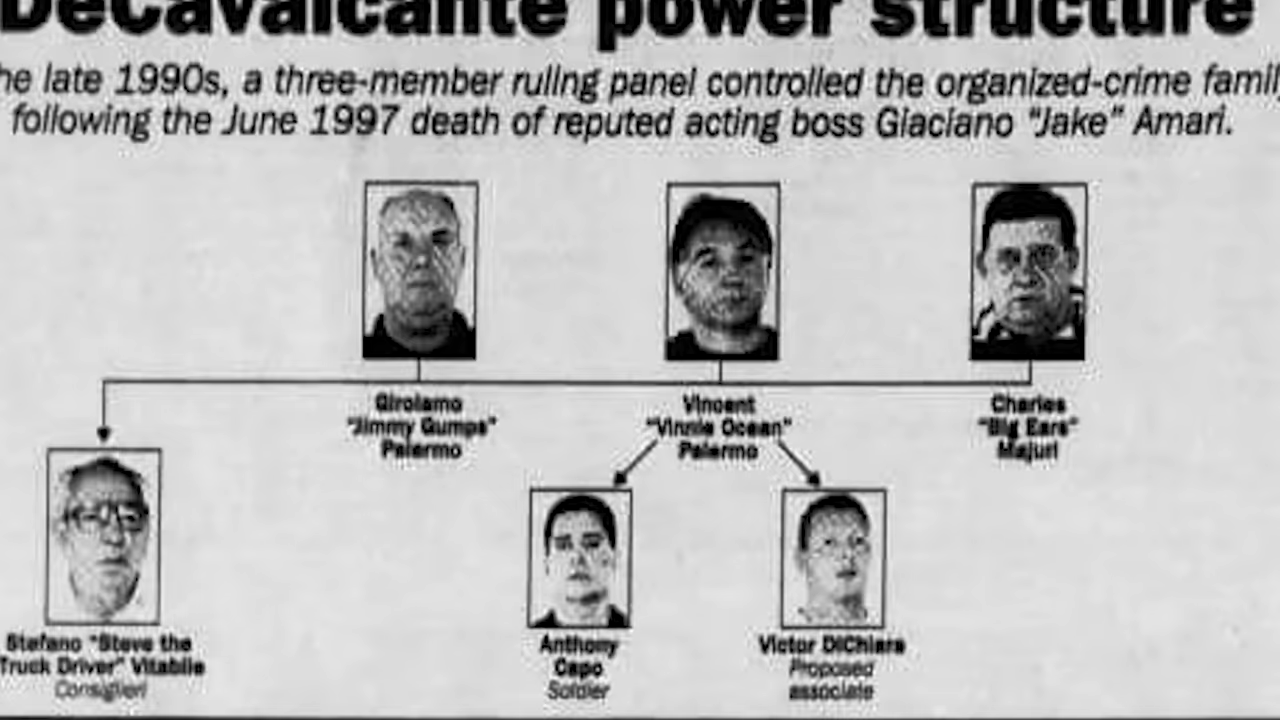 DeCavalcante power structure
he late 1990s, a three-member ruling panel controlled the organized-crime family
following the June 1997 death of reputed acting boss Giaciano "Jake" Amari.
Girolamo
"Jimmy Gumps"
Palermo
Vincent
"Vinnie Ocean"
Palermo
Charles
"Big Ears"
Majuri
Stefano "Steve the
Truck Driver" Vitabile
Consiglieri
Anthony
Capo
Soldier
Victor DiChiara
Proposed
associate